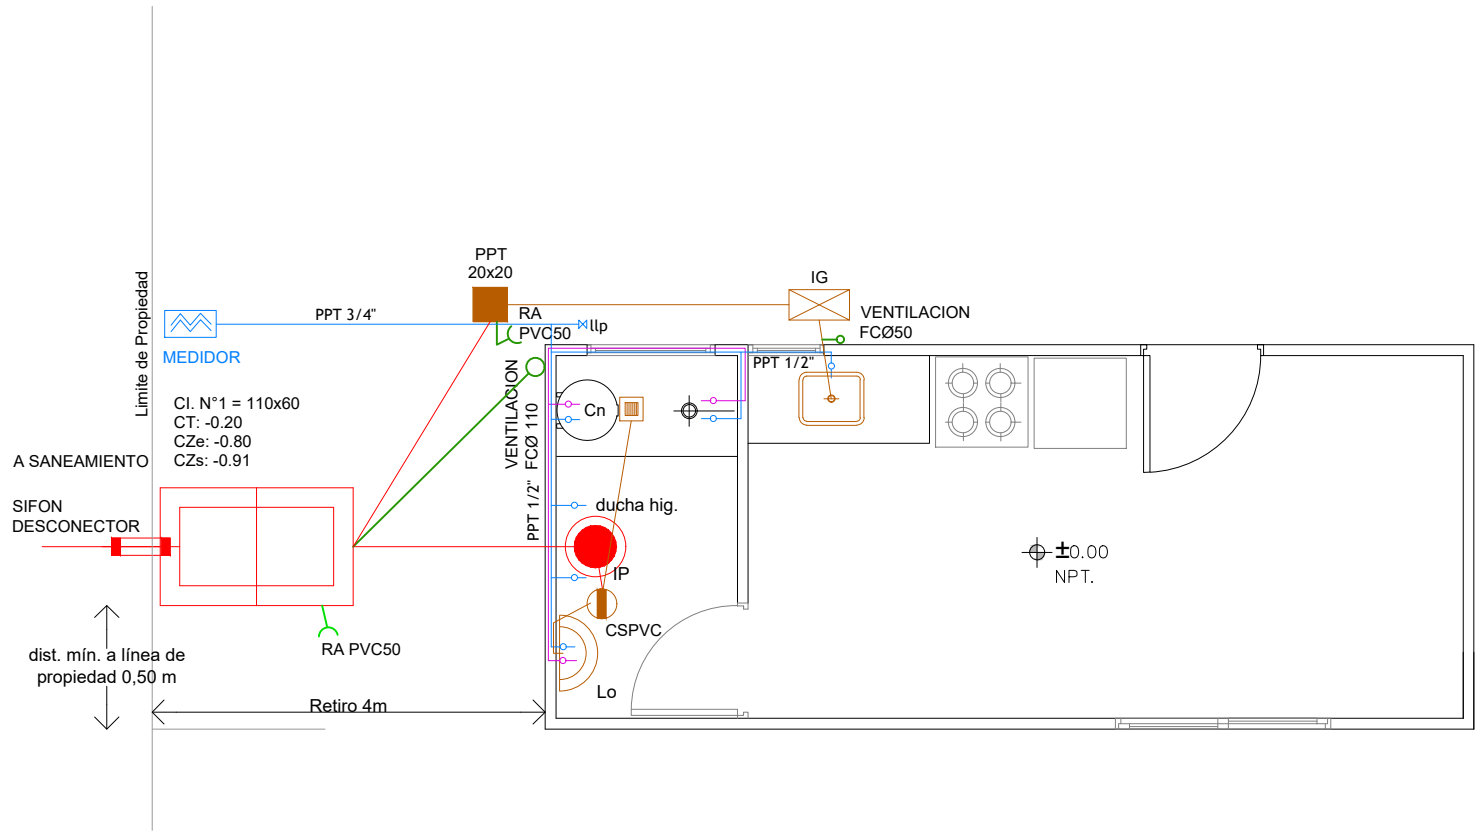 PPT
20x20
IG
RA
PVC50
VENTILACION
FCØ50
Limite de Propiedad
PPT 3/4"
llp
MEDIDOR
PPT 1/2"
VENTILACION
FCØ 110
CI. N°1 = 110x60
CT: -0.20
CZe: -0.80
CZs: -0.91
Cn
A SANEAMIENTO
SIFON
DESCONECTOR
PPT 1/2"
ducha hig.
IP
±0.00
NPT.
CSPVC
RA PVC50
dist. mín. a línea de
propiedad 0,50 m
Lo
Retiro 4m